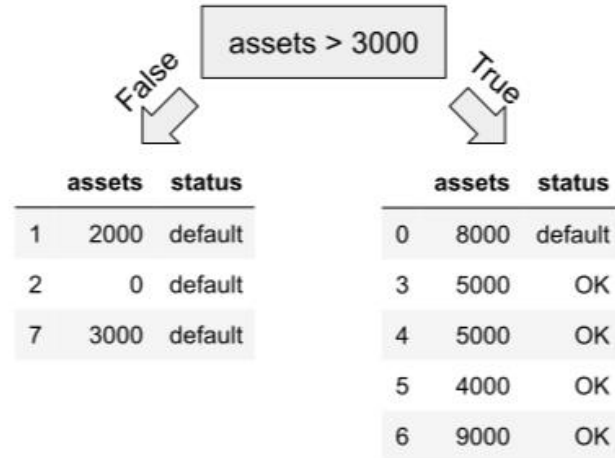 assets > 3000
False
True
assets status
1 2000 default
2 0 default
7 3000 default
assets status
0 8000 default
3 5000 OK
4 5000 OK
5 4000 OK
6 9000 OK